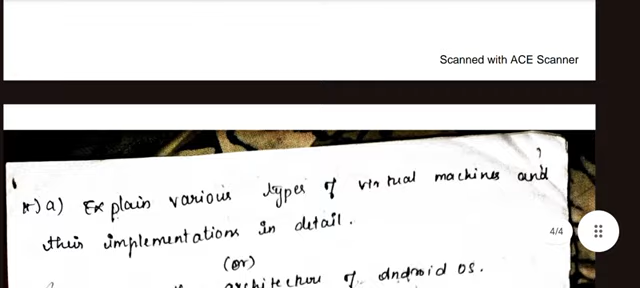 Scanned with ACE Scanner
a) Explain various types of virtual machines and
their implementations in detail.
4/4
(or)
architecture of android os.